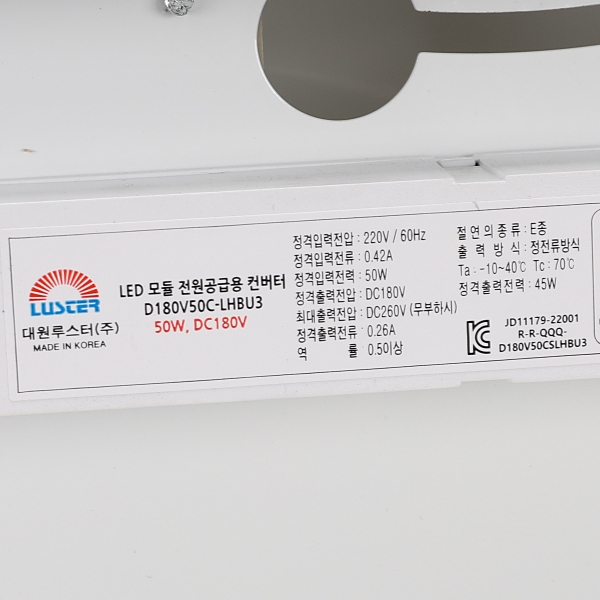 LUSTER
대원루스터(주)
MADE IN KOREA
LED 모듈 전원공급용 컨버터
D180V50C-LHBU3
50W, DC180V
정격입력전압 : 220V / 60Hz
정격입력전류 : 0.42A
정격입력전력 : 50W
정격출력전압 : DC180V
최대출력전압 : DC260V (무부하시)
정격출력전류 : 0.26A
역 률 : 0.5이상
절연의종류 : E종
출력방식 : 정전류방식
Ta : -10~40℃ Tc : 70℃
정격출력전력 : 45W
JD11179-22001
R-R-QQQ-
D180V50CSLHBU3